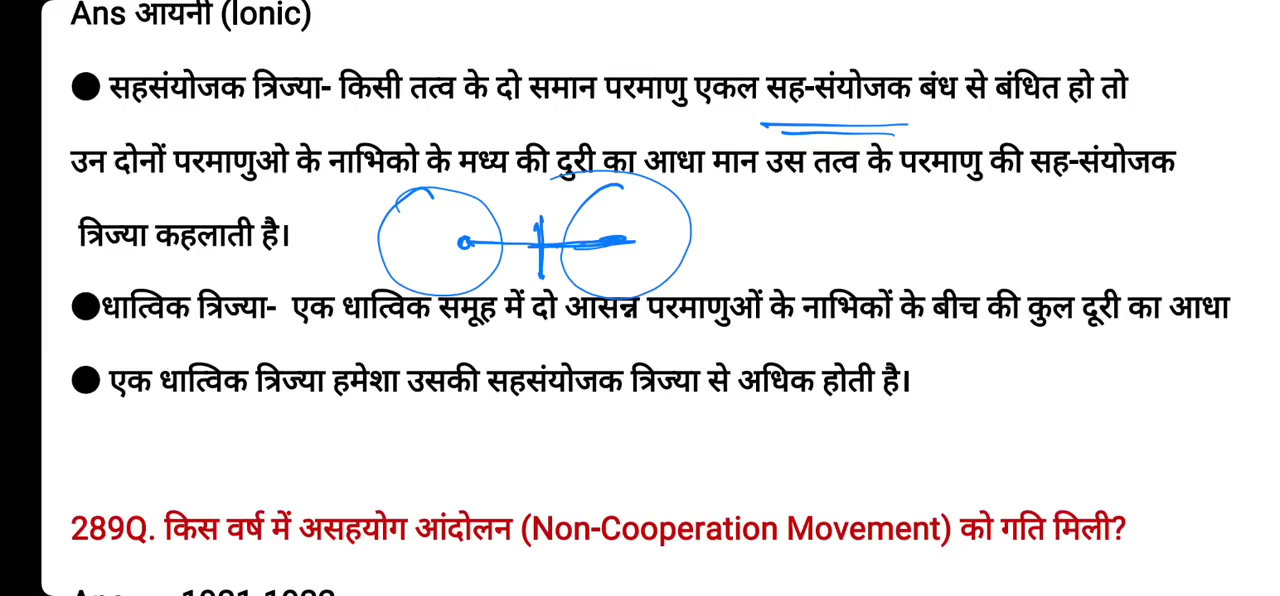 Ans आयनी (Ionic)
● सहसंयोजक त्रिज्या- किसी तत्व के दो समान परमाणु एकल सह-संयोजक बंध से बंधित हो तो
उन दोनों परमाणुओ के नाभिको के मध्य की दुरी का आधा मान उस तत्व के परमाणु की सह-संयोजक
त्रिज्या कहलाती है।
●धात्विक त्रिज्या- एक धात्विक समूह में दो आसन्न परमाणुओं के नाभिकों के बीच की कुल दूरी का आधा
● एक धात्विक त्रिज्या हमेशा उसकी सहसंयोजक त्रिज्या से अधिक होती है।
289Q. किस वर्ष में असहयोग आंदोलन (Non-Cooperation Movement) को गति मिली?